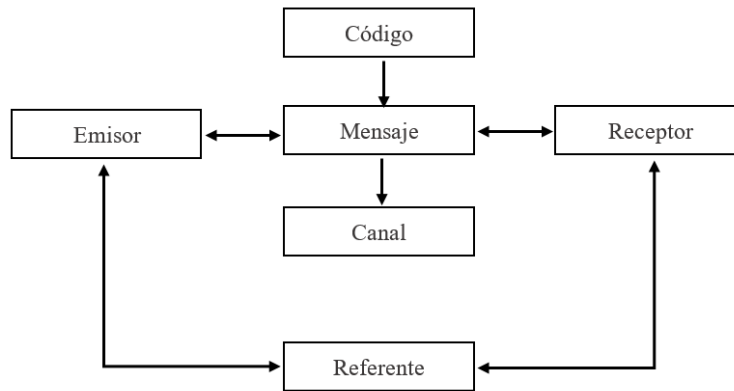 Código
Emisor
Mensaje
Receptor
Canal
Referente